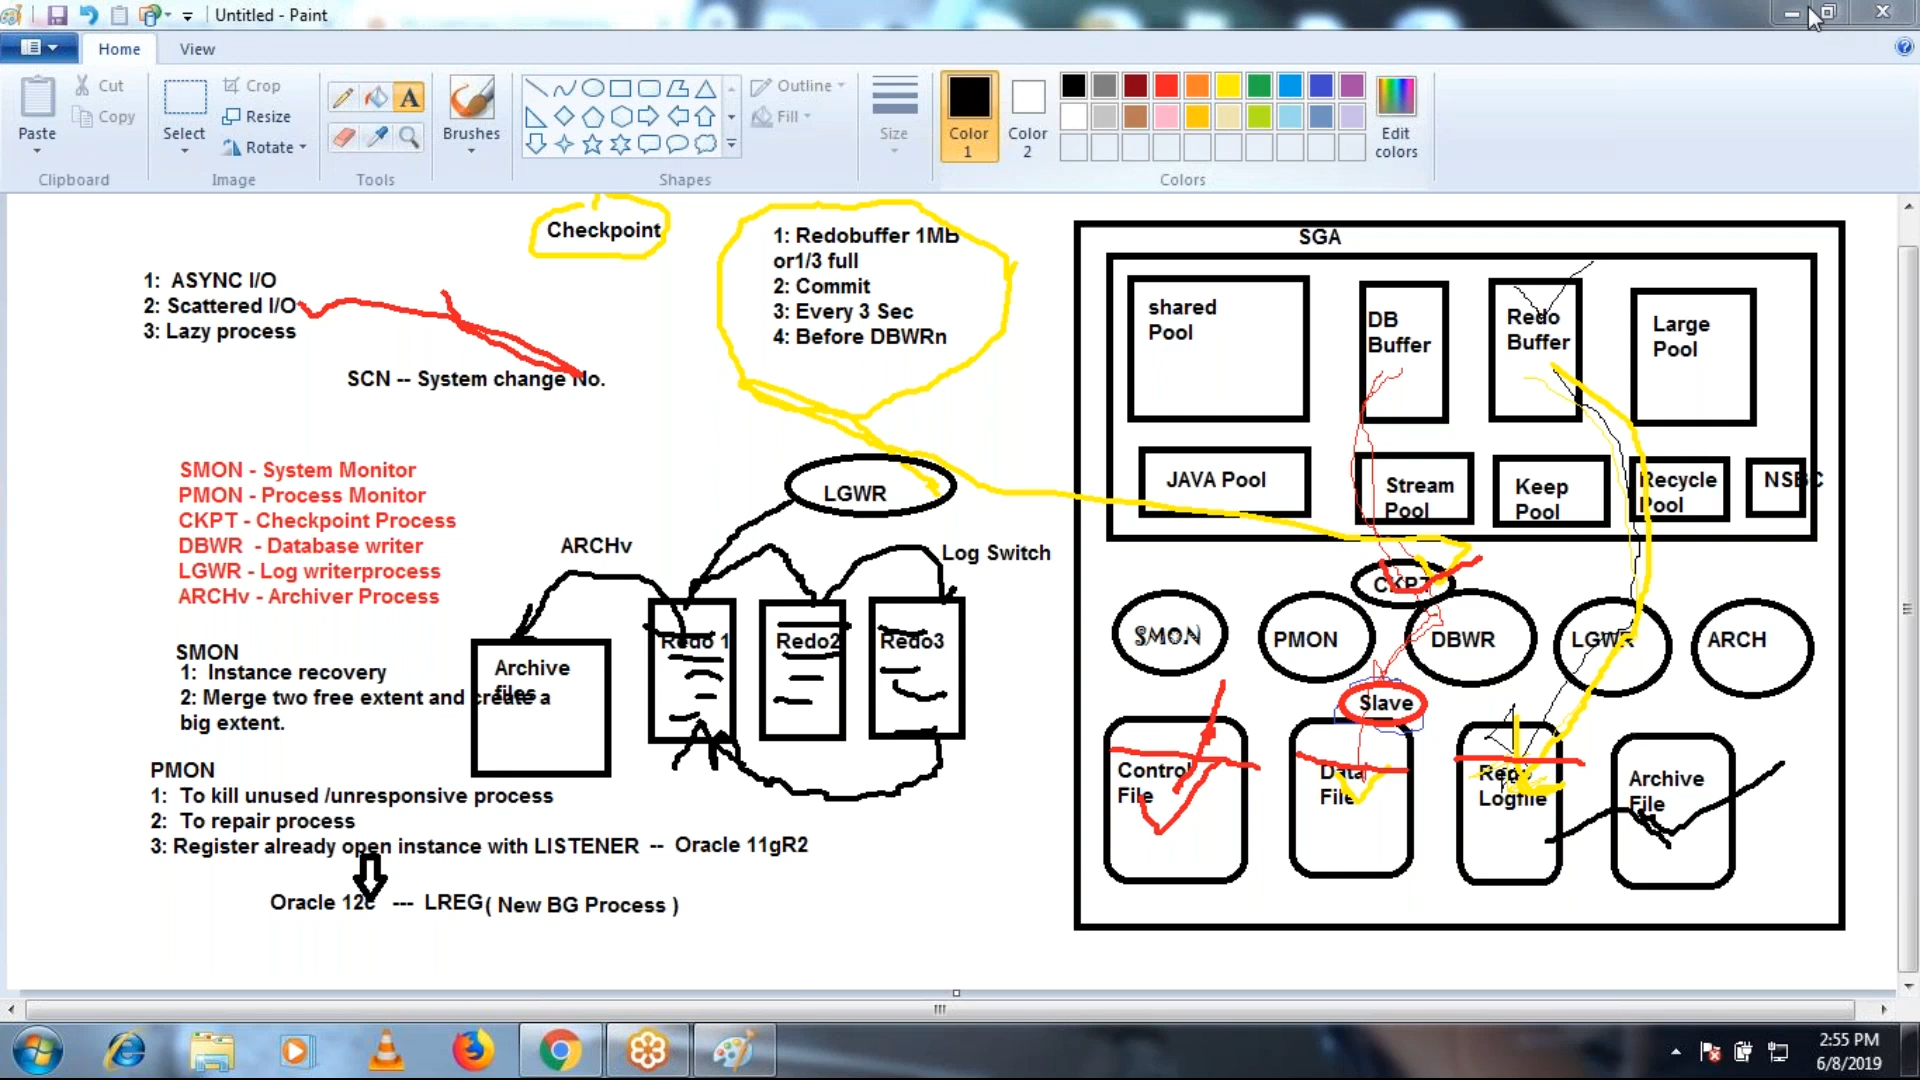 Untitled - Paint
Home
View
Paste
Cut
Copy
Clipboard
Select
Crop
Resize
Rotate
Image
Tools
A
Brushes
Shapes
Outline
Fill
Size
Color
1
Color
2
Edit
colors
Colors
Checkpoint
1: ASYNC I/O
2: Scattered I/O
3: Lazy process
SCN -- System change No.
1: Redobuffer 1MB
or1/3 full
2: Commit
3: Every 3 Sec
4: Before DBWRn
SMON - System Monitor
PMON - Process Monitor
CKPT - Checkpoint Process
DBWR - Database writer
LGWR - Log writerprocess
ARCHv - Archiver Process
SMON
1: Instance recovery
2: Merge two free extent and create a
big extent.
PMON
1: To kill unused /unresponsive process
2: To repair process
3: Register already open instance with LISTENER -- Oracle 11gR2
Oracle 12c --- LREG ( New BG Process )
LGWR
ARCHv
Log Switch
Archive
files
Redo 1
Redo2
Redo3
SGA
shared
Pool
DB
Buffer
Redo
Buffer
Large
Pool
JAVA Pool
Stream
Pool
Keep
Pool
Recycle
Pool
NSBC
CKPT
SMON
PMON
DBWR
LGWR
ARCH
Slave
Control
File
Data
File
Redo
Logfile
Archive
File
2:55 PM
6/8/2019